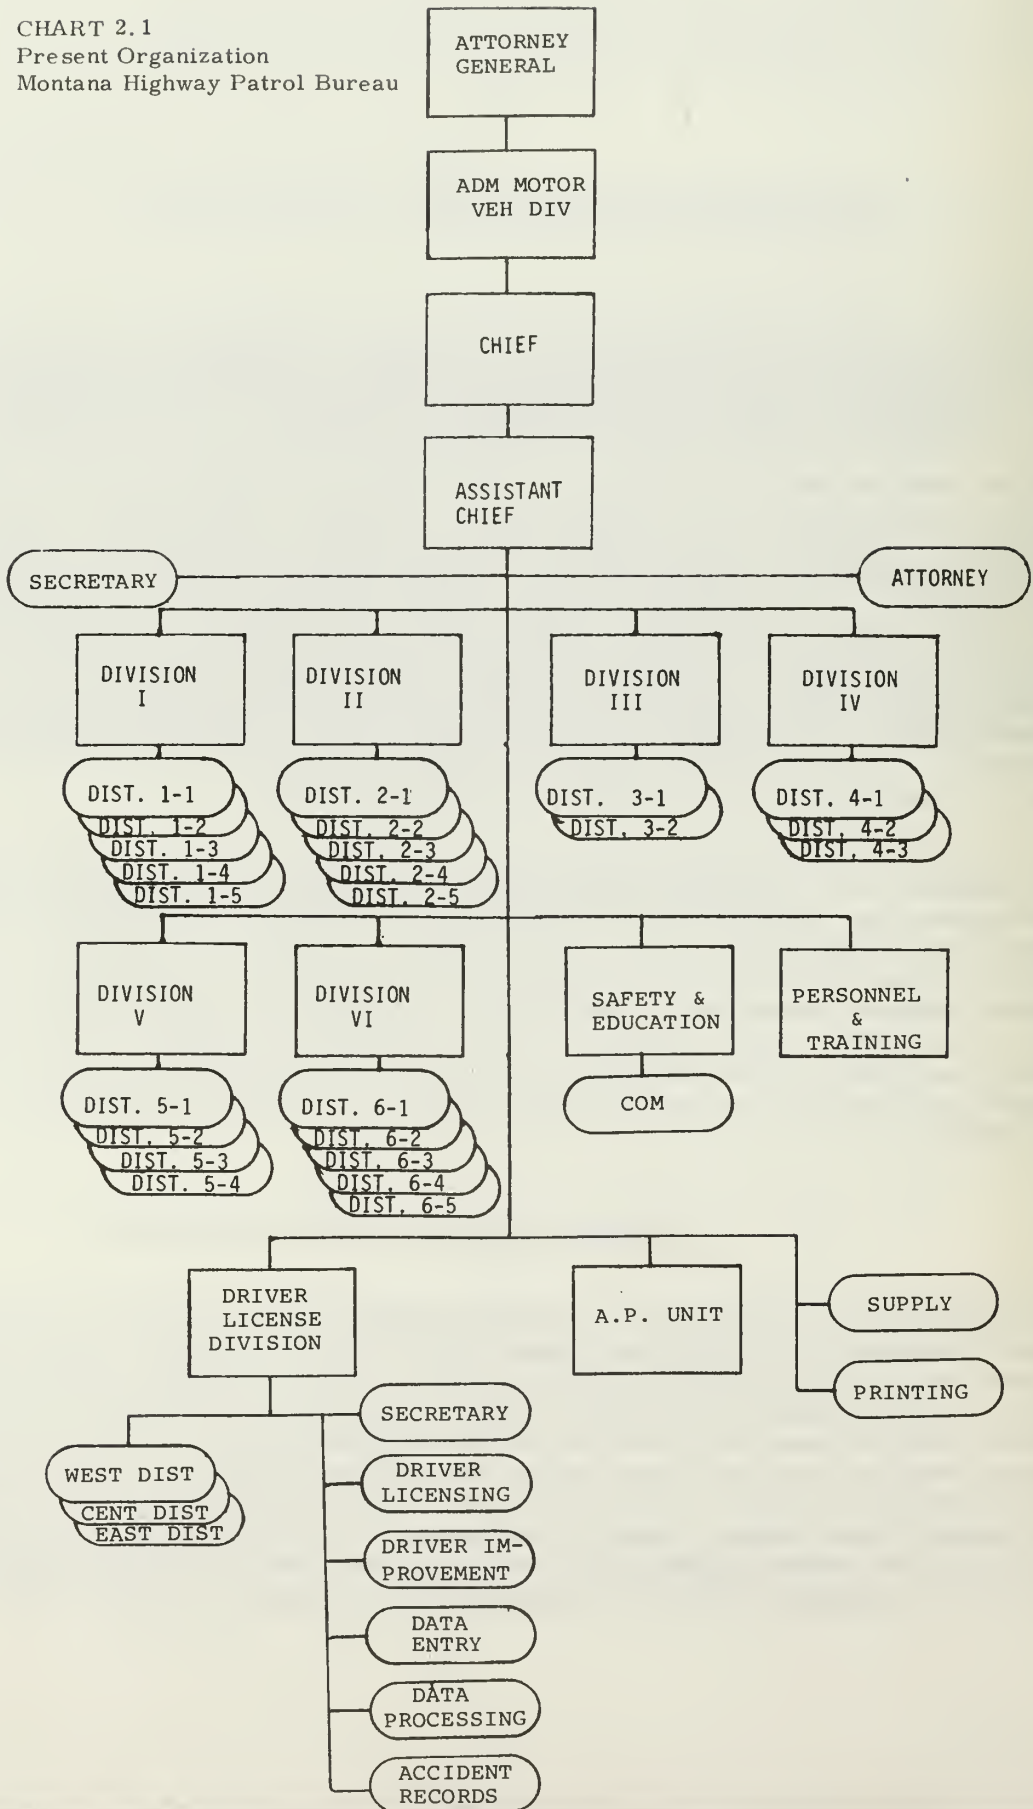 CHART 2.1
Present Organization
Montana Highway Patrol Bureau
ATTORNEY
GENERAL
ADM MOTOR
VEH DIV
CHIEF
ASSISTANT
CHIEF
SECRETARY
ATTORNEY
DIVISION
I
DIVISION
II
DIVISION
III
DIVISION
IV
DIST. 1-1
DIST. 1-2
DIST. 1-3
DIST. 1-4
DIST. 1-5
DIST. 2-1
DIST. 2-2
DIST. 2-3
DIST. 2-4
DIST. 2-5
DIST. 3-1
DIST. 3-2
DIST. 4-1
DIST. 4-2
DIST. 4-3
DIVISION
V
DIVISION
VI
SAFETY &
EDUCATION
PERSONNEL
&
TRAINING
DIST. 5-1
DIST. 5-2
DIST. 5-3
DIST. 5-4
DIST. 6-1
DIST. 6-2
DIST. 6-3
DIST. 6-4
DIST. 6-5
COM
DRIVER
LICENSE
DIVISION
A.P. UNIT
SUPPLY
PRINTING
WEST DIST
CENT DIST
EAST DIST
SECRETARY
DRIVER
LICENSING
DRIVER IM-
PROVEMENT
DATA
ENTRY
DATA
PROCESSING
ACCIDENT
RECORDS